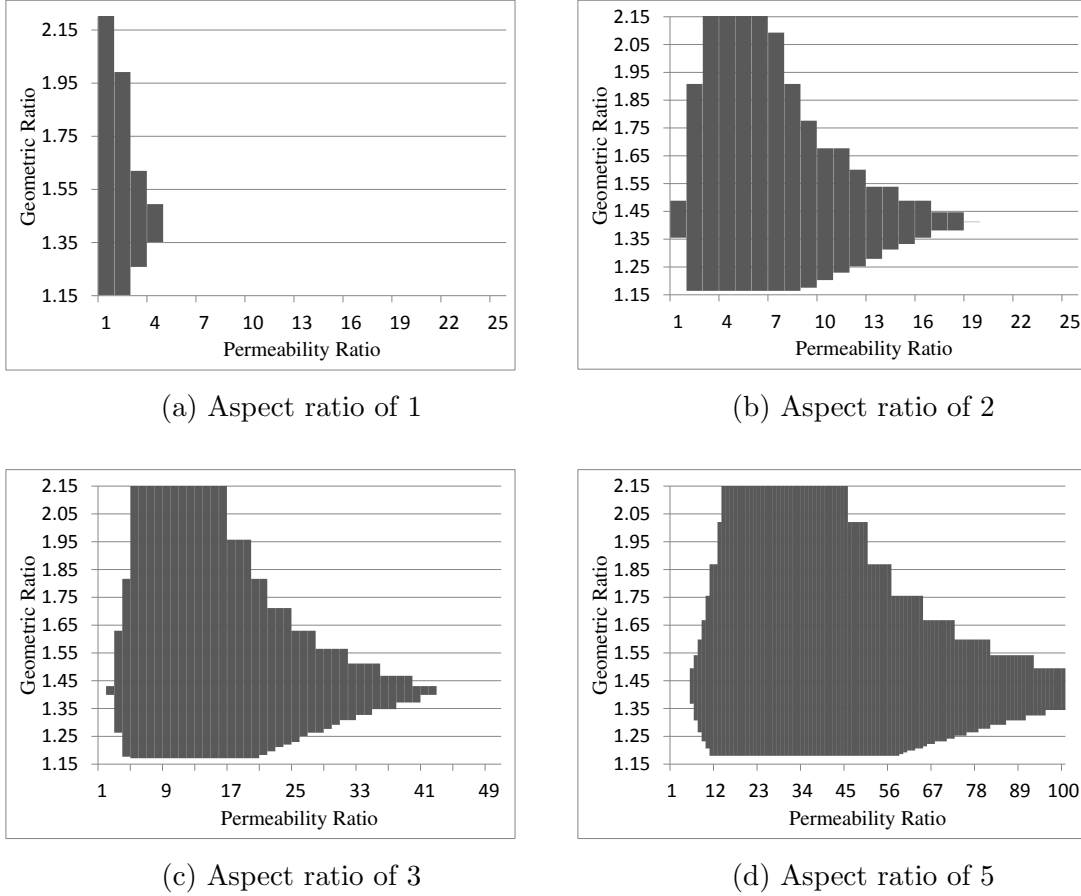 2.15
1.95
1.75
1.55
1.35
1.15
Geometric Ratio
1 4 7 10 13 16 19 22 25
Permeability Ratio
(a) Aspect ratio of 1
2.15
2.05
1.95
1.85
1.75
1.65
1.55
1.45
1.35
1.25
1.15
Geometric Ratio
1 4 7 10 13 16 19 22 25
Permeability Ratio
(b) Aspect ratio of 2
2.15
2.05
1.95
1.85
1.75
1.65
1.55
1.45
1.35
1.25
1.15
Geometric Ratio
1 9 17 25 33 41 49
Permeability Ratio
(c) Aspect ratio of 3
2.15
2.05
1.95
1.85
1.75
1.65
1.55
1.45
1.35
1.25
1.15
Geometric Ratio
1 12 23 34 45 56 67 78 89 100
Permeability Ratio
(d) Aspect ratio of 5